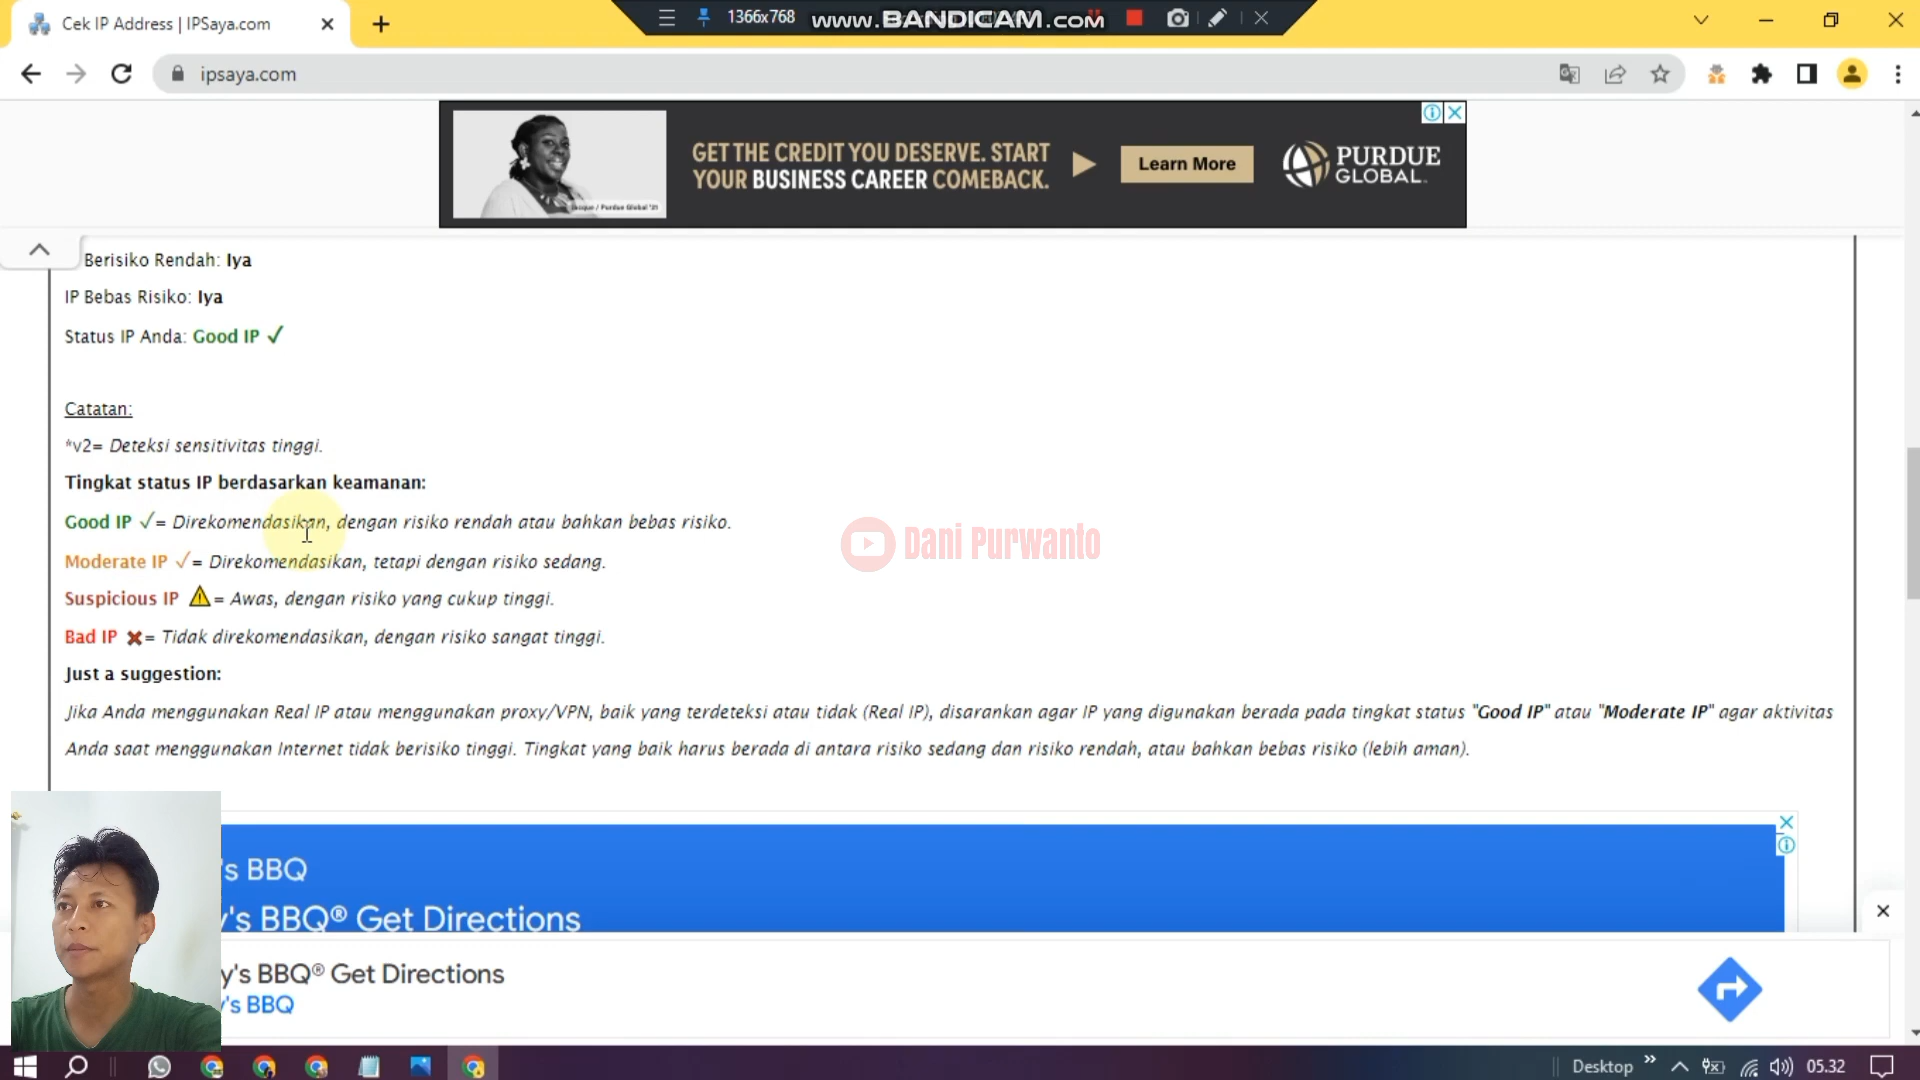 Cek IP Address | IPSaya.com
1366x768
www.BANDICAM.com
ipsaya.com
GET THE CREDIT YOU DESERVE. START
YOUR BUSINESS CAREER COMEBACK.
Learn More
PURDUE
GLOBAL
Jacque / Purdue Global '21
Berisiko Rendah: Iya
IP Bebas Risiko: Iya
Status IP Anda: Good IP ✓
Catatan:
*v2= Deteksi sensitivitas tinggi.
Tingkat status IP berdasarkan keamanan:
Good IP ✓= Direkomendasikan, dengan risiko rendah atau bahkan bebas risiko.
Moderate IP ✓= Direkomendasikan, tetapi dengan risiko sedang.
Suspicious IP ⚠= Awas, dengan risiko yang cukup tinggi.
Bad IP ✖= Tidak direkomendasikan, dengan risiko sangat tinggi.
Just a suggestion:
Jika Anda menggunakan Real IP atau menggunakan proxy/VPN, baik yang terdeteksi atau tidak (Real IP), disarankan agar IP yang digunakan berada pada tingkat status "Good IP" atau "Moderate IP" agar aktivitas
Anda saat menggunakan Internet tidak berisiko tinggi. Tingkat yang baik harus berada di antara risiko sedang dan risiko rendah, atau bahkan bebas risiko (lebih aman).
Dani Purwanto
's BBQ
y's BBQ® Get Directions
y's BBQ® Get Directions
y's BBQ
Desktop
05.32